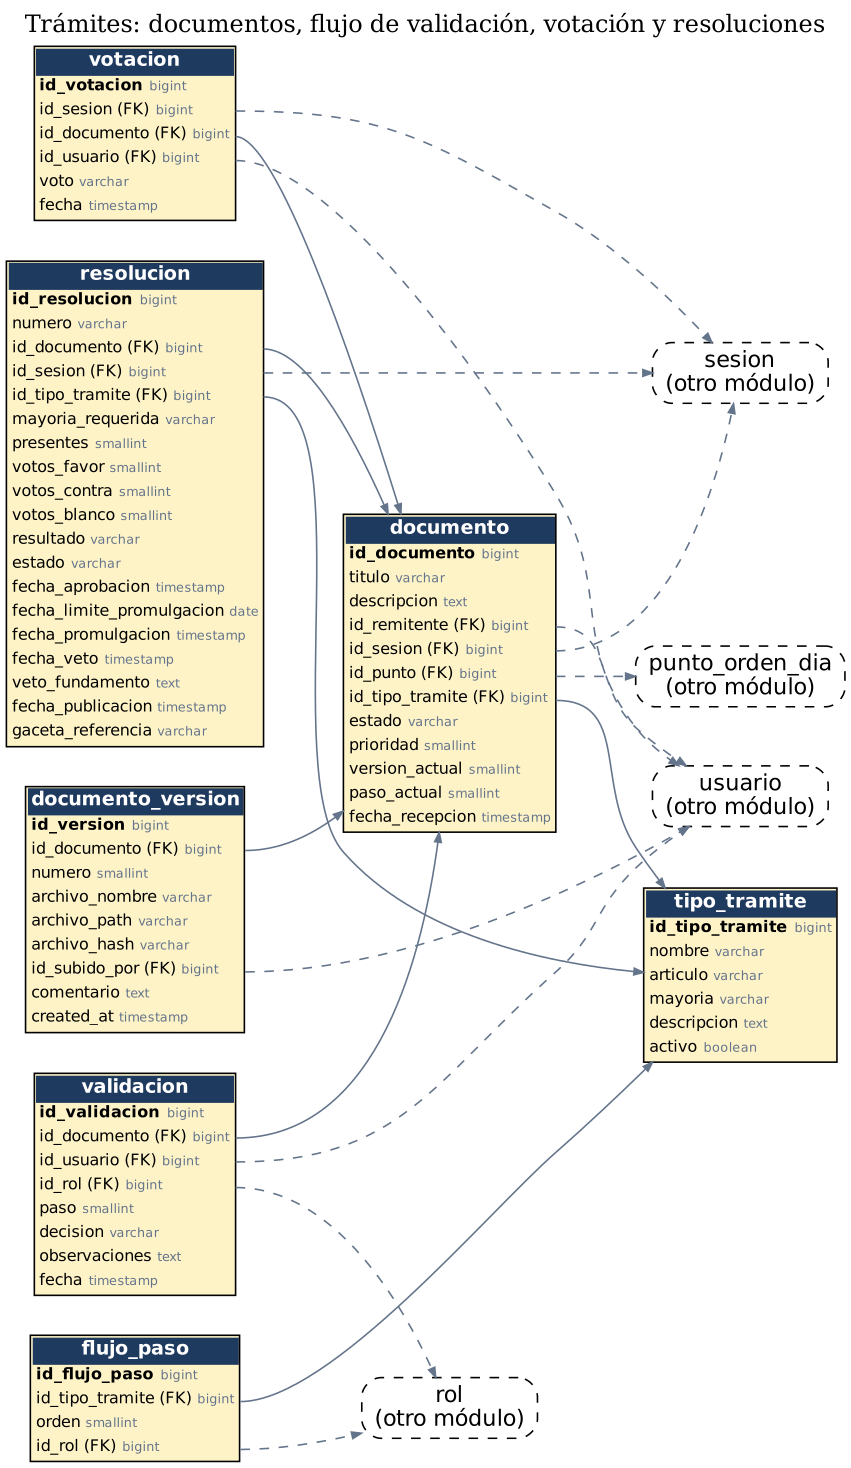 Trámites: documentos, flujo de validación, votación y resoluciones
votacion
id_votacion bigint
id_sesion (FK) bigint
id_documento (FK) bigint
id_usuario (FK) bigint
voto varchar
fecha timestamp
resolucion
id_resolucion bigint
numero varchar
id_documento (FK) bigint
id_sesion (FK) bigint
id_tipo_tramite (FK) bigint
mayoria_requerida varchar
presentes smallint
votos_favor smallint
votos_contra smallint
votos_blanco smallint
resultado varchar
estado varchar
fecha_aprobacion timestamp
fecha_limite_promulgacion date
fecha_promulgacion timestamp
fecha_veto timestamp
veto_fundamento text
fecha_publicacion timestamp
gaceta_referencia varchar
documento_version
id_version bigint
id_documento (FK) bigint
numero smallint
archivo_nombre varchar
archivo_path varchar
archivo_hash varchar
id_subido_por (FK) bigint
comentario text
created_at timestamp
validacion
id_validacion bigint
id_documento (FK) bigint
id_usuario (FK) bigint
id_rol (FK) bigint
paso smallint
decision varchar
observaciones text
fecha timestamp
flujo_paso
id_flujo_paso bigint
id_tipo_tramite (FK) bigint
orden smallint
id_rol (FK) bigint
documento
id_documento bigint
titulo varchar
descripcion text
id_remitente (FK) bigint
id_sesion (FK) bigint
id_punto (FK) bigint
id_tipo_tramite (FK) bigint
estado varchar
prioridad smallint
version_actual smallint
paso_actual smallint
fecha_recepcion timestamp
rol
(otro módulo)
sesion
(otro módulo)
punto_orden_dia
(otro módulo)
usuario
(otro módulo)
tipo_tramite
id_tipo_tramite bigint
nombre varchar
articulo varchar
mayoria varchar
descripcion text
activo boolean